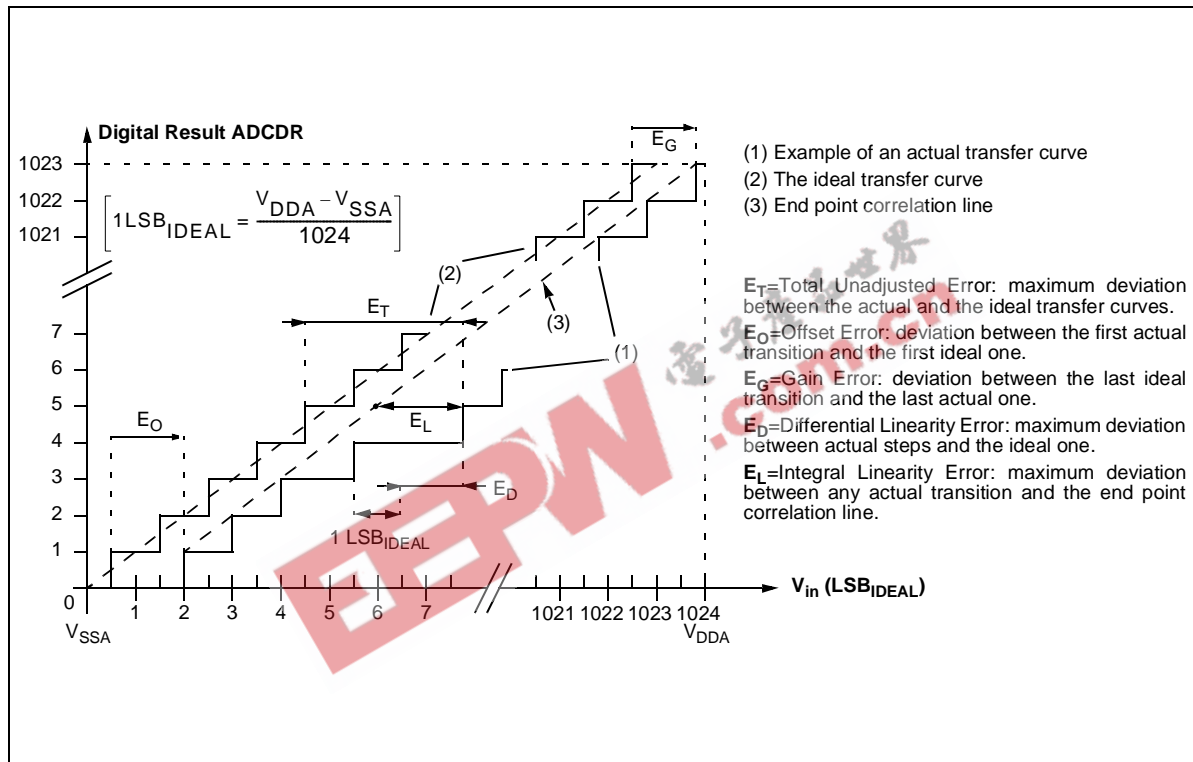 Digital Result ADCDR
E_G
1023
1022
1021
1LSB_IDEAL = V_DDA – V_SSA / 1024
(1) Example of an actual transfer curve
(2) The ideal transfer curve
(3) End point correlation line
(2)
E_T
(3)
7
6
5
4
3
2
1
0
(1)
E_O
E_L
E_D
1 LSB_IDEAL
E_T=Total Unadjusted Error: maximum deviation
between the actual and the ideal transfer curves.
E_O=Offset Error: deviation between the first actual
transition and the first ideal one.
E_G=Gain Error: deviation between the last ideal
transition and the last actual one.
E_D=Differential Linearity Error: maximum deviation
between actual steps and the ideal one.
E_L=Integral Linearity Error: maximum deviation
between any actual transition and the end point
correlation line.
1 2 3 4 5 6 7 1021 1022 1023 1024
V_in (LSB_IDEAL)
V_SSA
V_DDA
EEPW
.com.cn